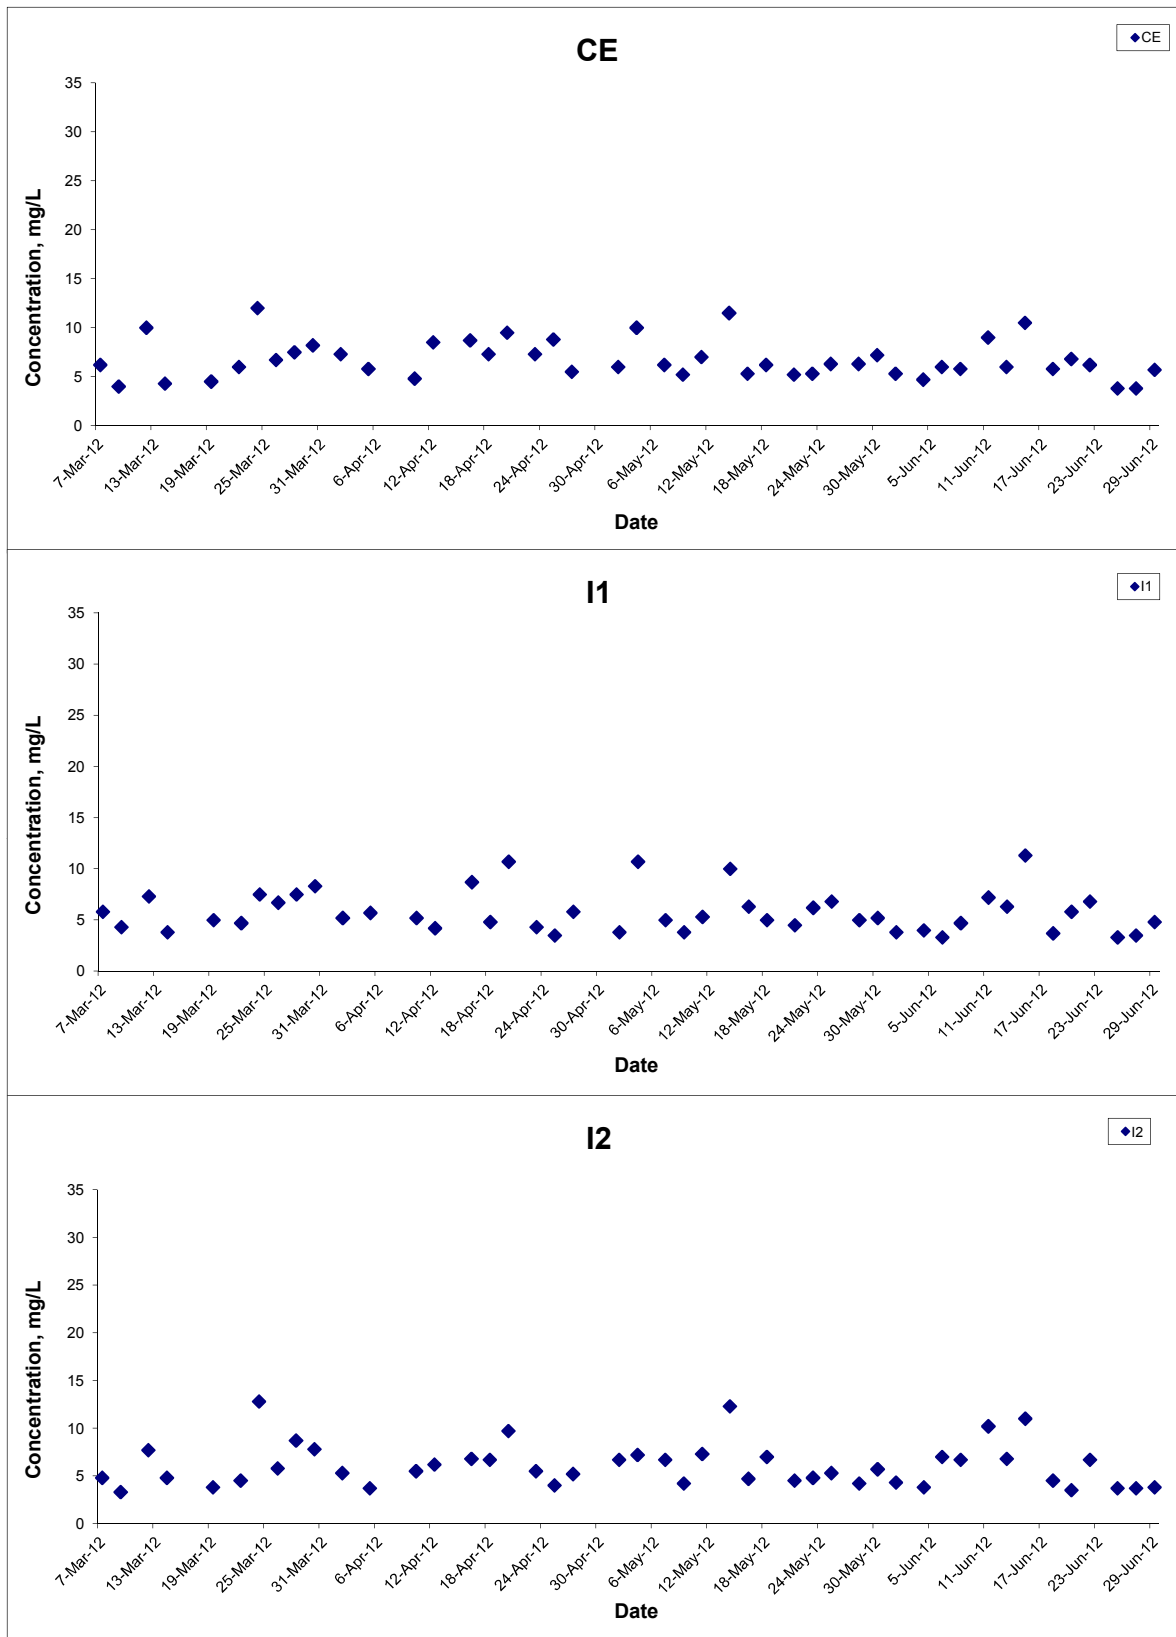 CE
CE
35
30
25
20
15
10
5
0
Concentration, mg/L
7-Mar-12
13-Mar-12
19-Mar-12
25-Mar-12
31-Mar-12
6-Apr-12
12-Apr-12
18-Apr-12
24-Apr-12
30-Apr-12
6-May-12
12-May-12
18-May-12
24-May-12
30-May-12
5-Jun-12
11-Jun-12
17-Jun-12
23-Jun-12
29-Jun-12
Date
I1
I1
35
30
25
20
15
10
5
0
Concentration, mg/L
7-Mar-12
13-Mar-12
19-Mar-12
25-Mar-12
31-Mar-12
6-Apr-12
12-Apr-12
18-Apr-12
24-Apr-12
30-Apr-12
6-May-12
12-May-12
18-May-12
24-May-12
30-May-12
5-Jun-12
11-Jun-12
17-Jun-12
23-Jun-12
29-Jun-12
Date
I2
I2
35
30
25
20
15
10
5
0
Concentration, mg/L
7-Mar-12
13-Mar-12
19-Mar-12
25-Mar-12
31-Mar-12
6-Apr-12
12-Apr-12
18-Apr-12
24-Apr-12
30-Apr-12
6-May-12
12-May-12
18-May-12
24-May-12
30-May-12
5-Jun-12
11-Jun-12
17-Jun-12
23-Jun-12
29-Jun-12
Date